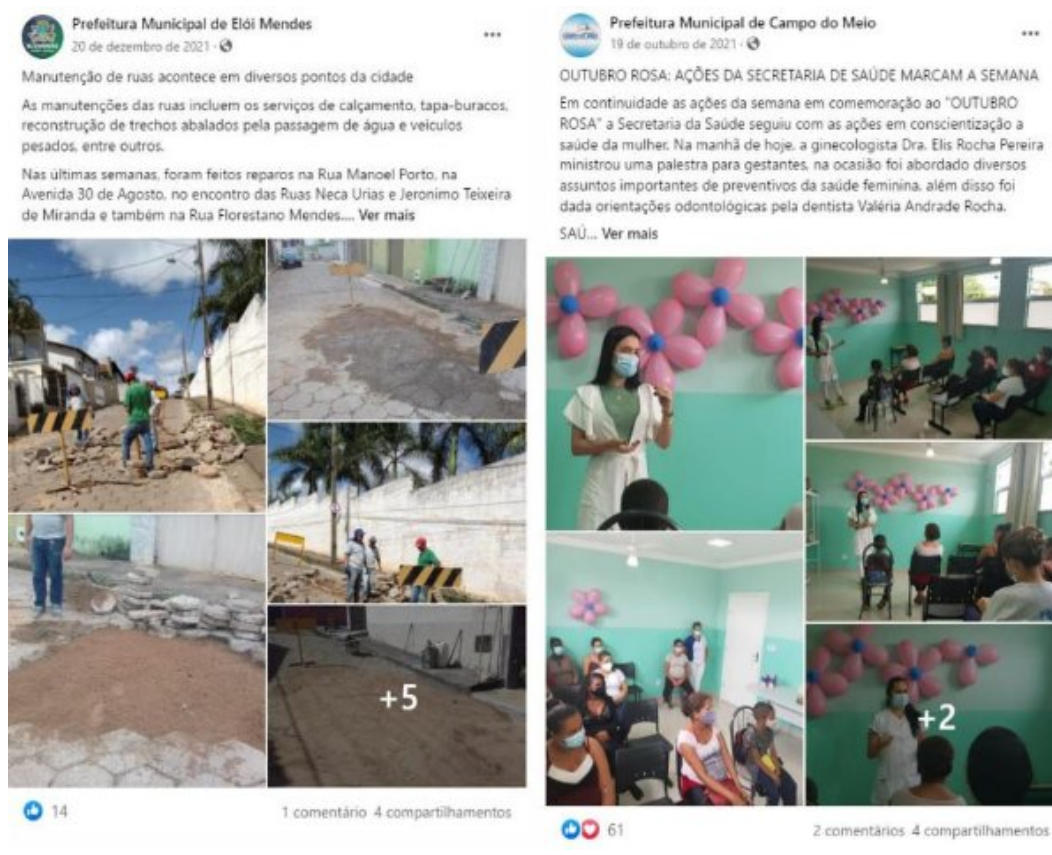 Prefeitura Municipal de Elói Mendes
20 de dezembro de 2021
Manutenção de ruas acontece em diversos pontos da cidade
As manutenções das ruas incluem os serviços de calçamento, tapa-buracos,
reconstrução de trechos abalados pela passagem de água e veículos
pesados, entre outros.
Nas últimas semanas, foram feitos reparos na Rua Manoel Porto, na
Avenida 30 de Agosto, no encontro das Ruas Neca Urias e Jeronimo Teixeira
de Miranda e também na Rua Florestano Mendes.... Ver mais
+5
14
1 comentário 4 compartilhamentos
Prefeitura Municipal de Campo do Meio
19 de outubro de 2021
OUTUBRO ROSA: AÇÕES DA SECRETARIA DE SAÚDE MARCAM A SEMANA
Em continuidade as ações da semana em comemoração ao "OUTUBRO
ROSA" a Secretaria da Saúde seguiu com as ações em conscientização a
saúde da mulher. Na manhã de hoje, a ginecologista Dra. Elis Rocha Pereira
ministrou uma palestra para gestantes, na ocasião foi abordado diversos
assuntos importantes de preventivos da saúde feminina, além disso foi
dada orientações odontológicas pela dentista Valéria Andrade Rocha.
SAÚ... Ver mais
+2
61
2 comentários 4 compartilhamentos